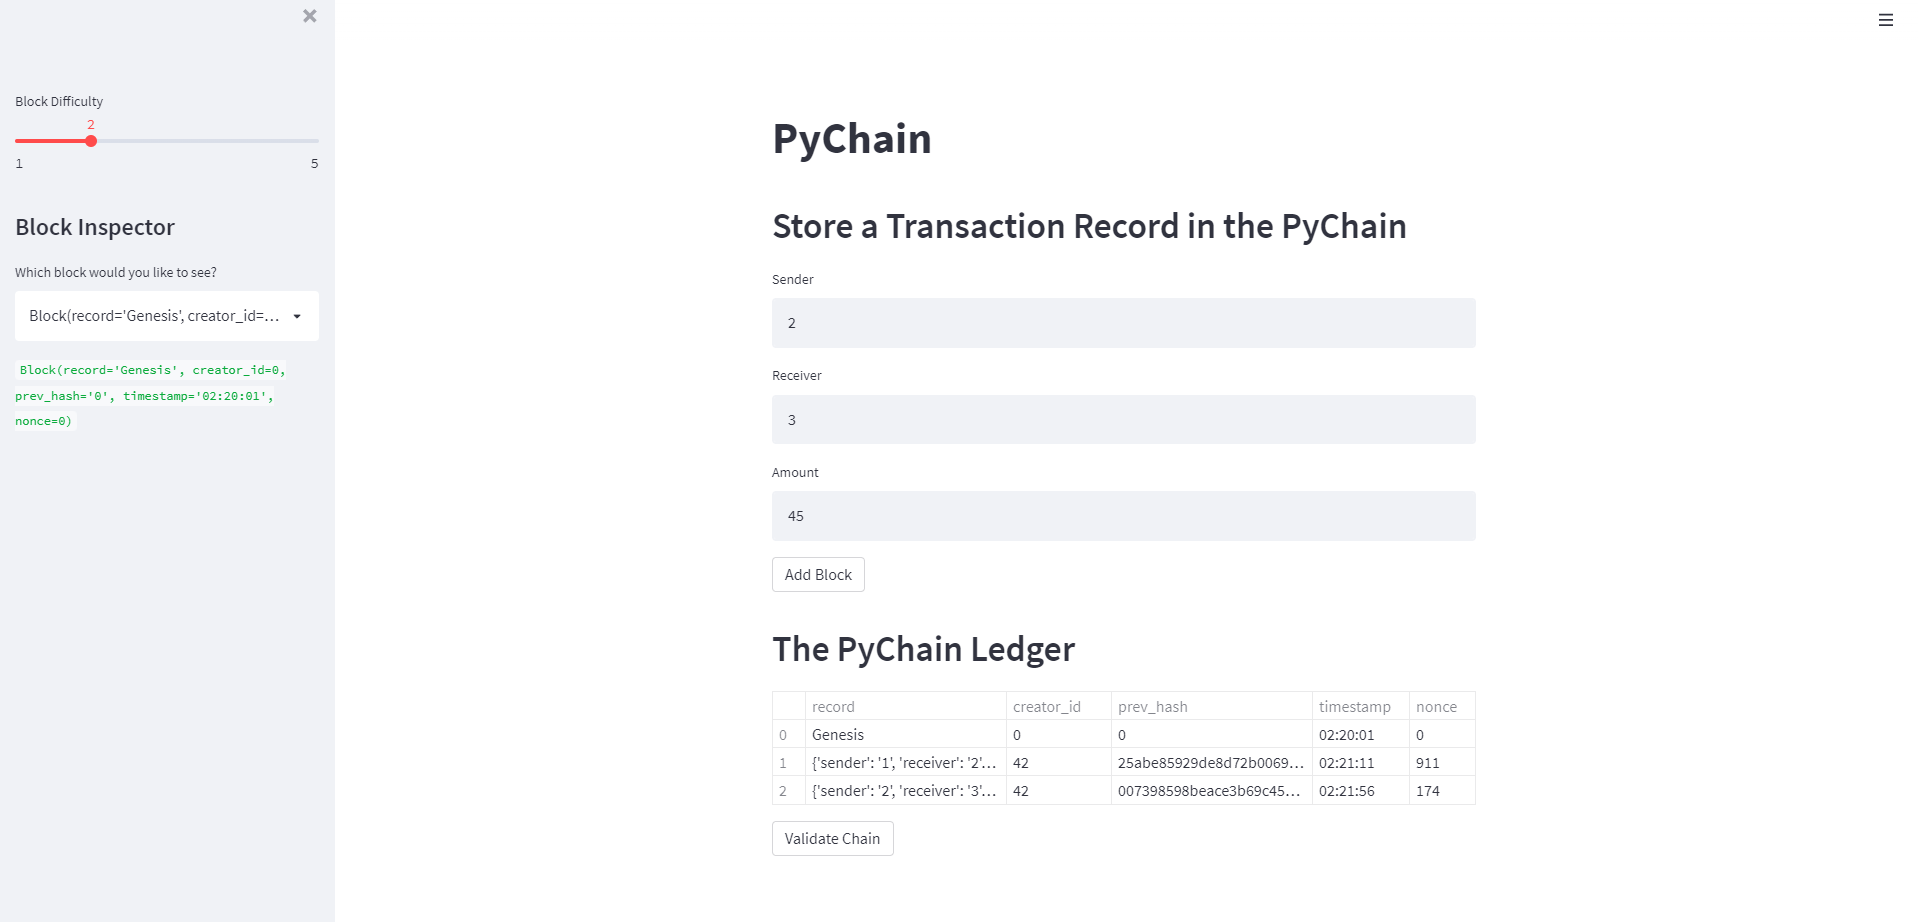 Block Difficulty
2
1 5
Block Inspector
Which block would you like to see?
Block(record='Genesis', creator_id=...
Block(record='Genesis', creator_id=0,
prev_hash='0', timestamp='02:20:01',
nonce=0)
PyChain
Store a Transaction Record in the PyChain
Sender
2
Receiver
3
Amount
45
Add Block
The PyChain Ledger
record creator_id prev_hash timestamp nonce
0 Genesis 0 0 02:20:01 0
1 {'sender': '1', 'receiver': '2'... 42 25abe85929de8d72b0069... 02:21:11 911
2 {'sender': '2', 'receiver': '3'... 42 007398598beace3b69c45... 02:21:56 174
Validate Chain